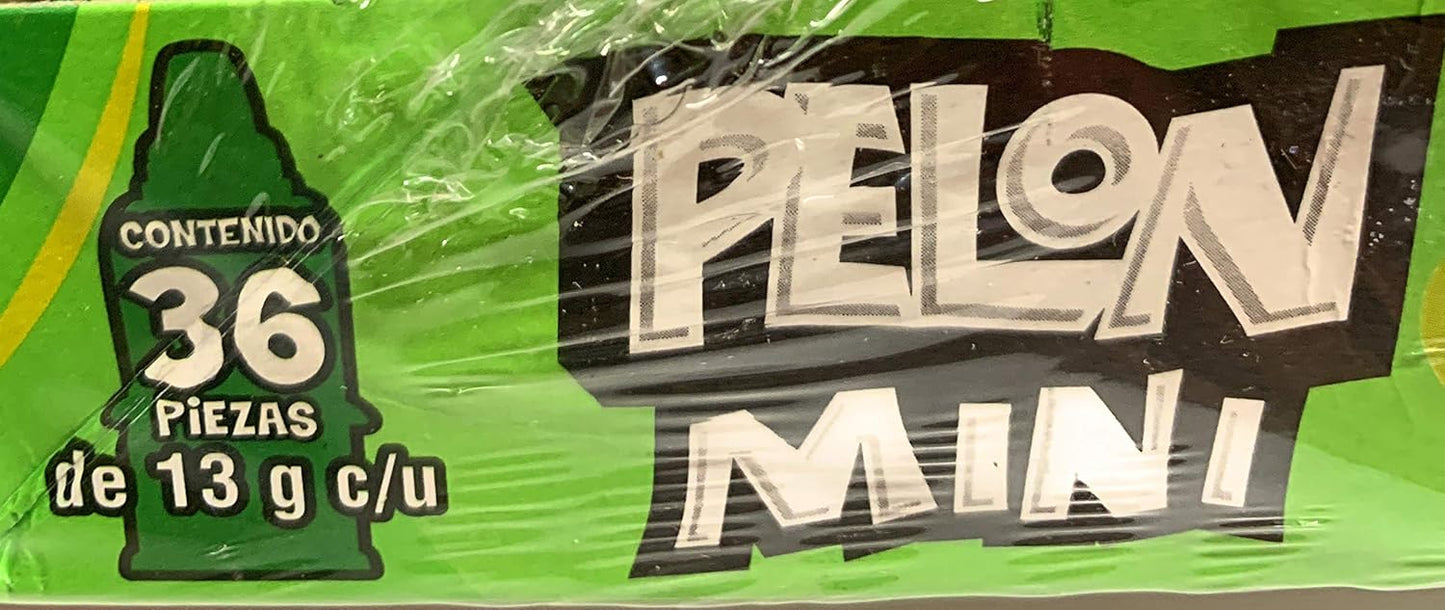 CONTENIDO
36
PiEZAS
de 13 g c/u
PELON
MINI